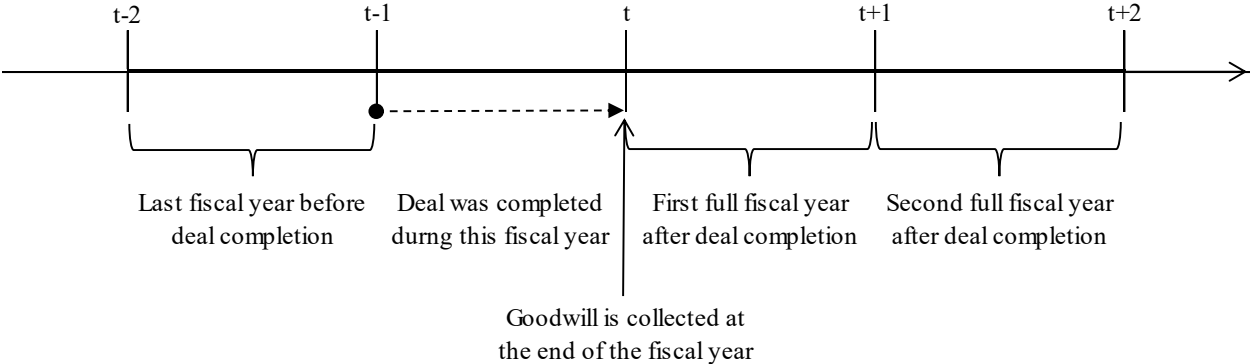 t-2 t-1 t t+1 t+2
Last fiscal year before Deal was completed First full fiscal year Second full fiscal year
deal completion durng this fiscal year after deal completion after deal completion
Goodwill is collected at
the end of the fiscal year